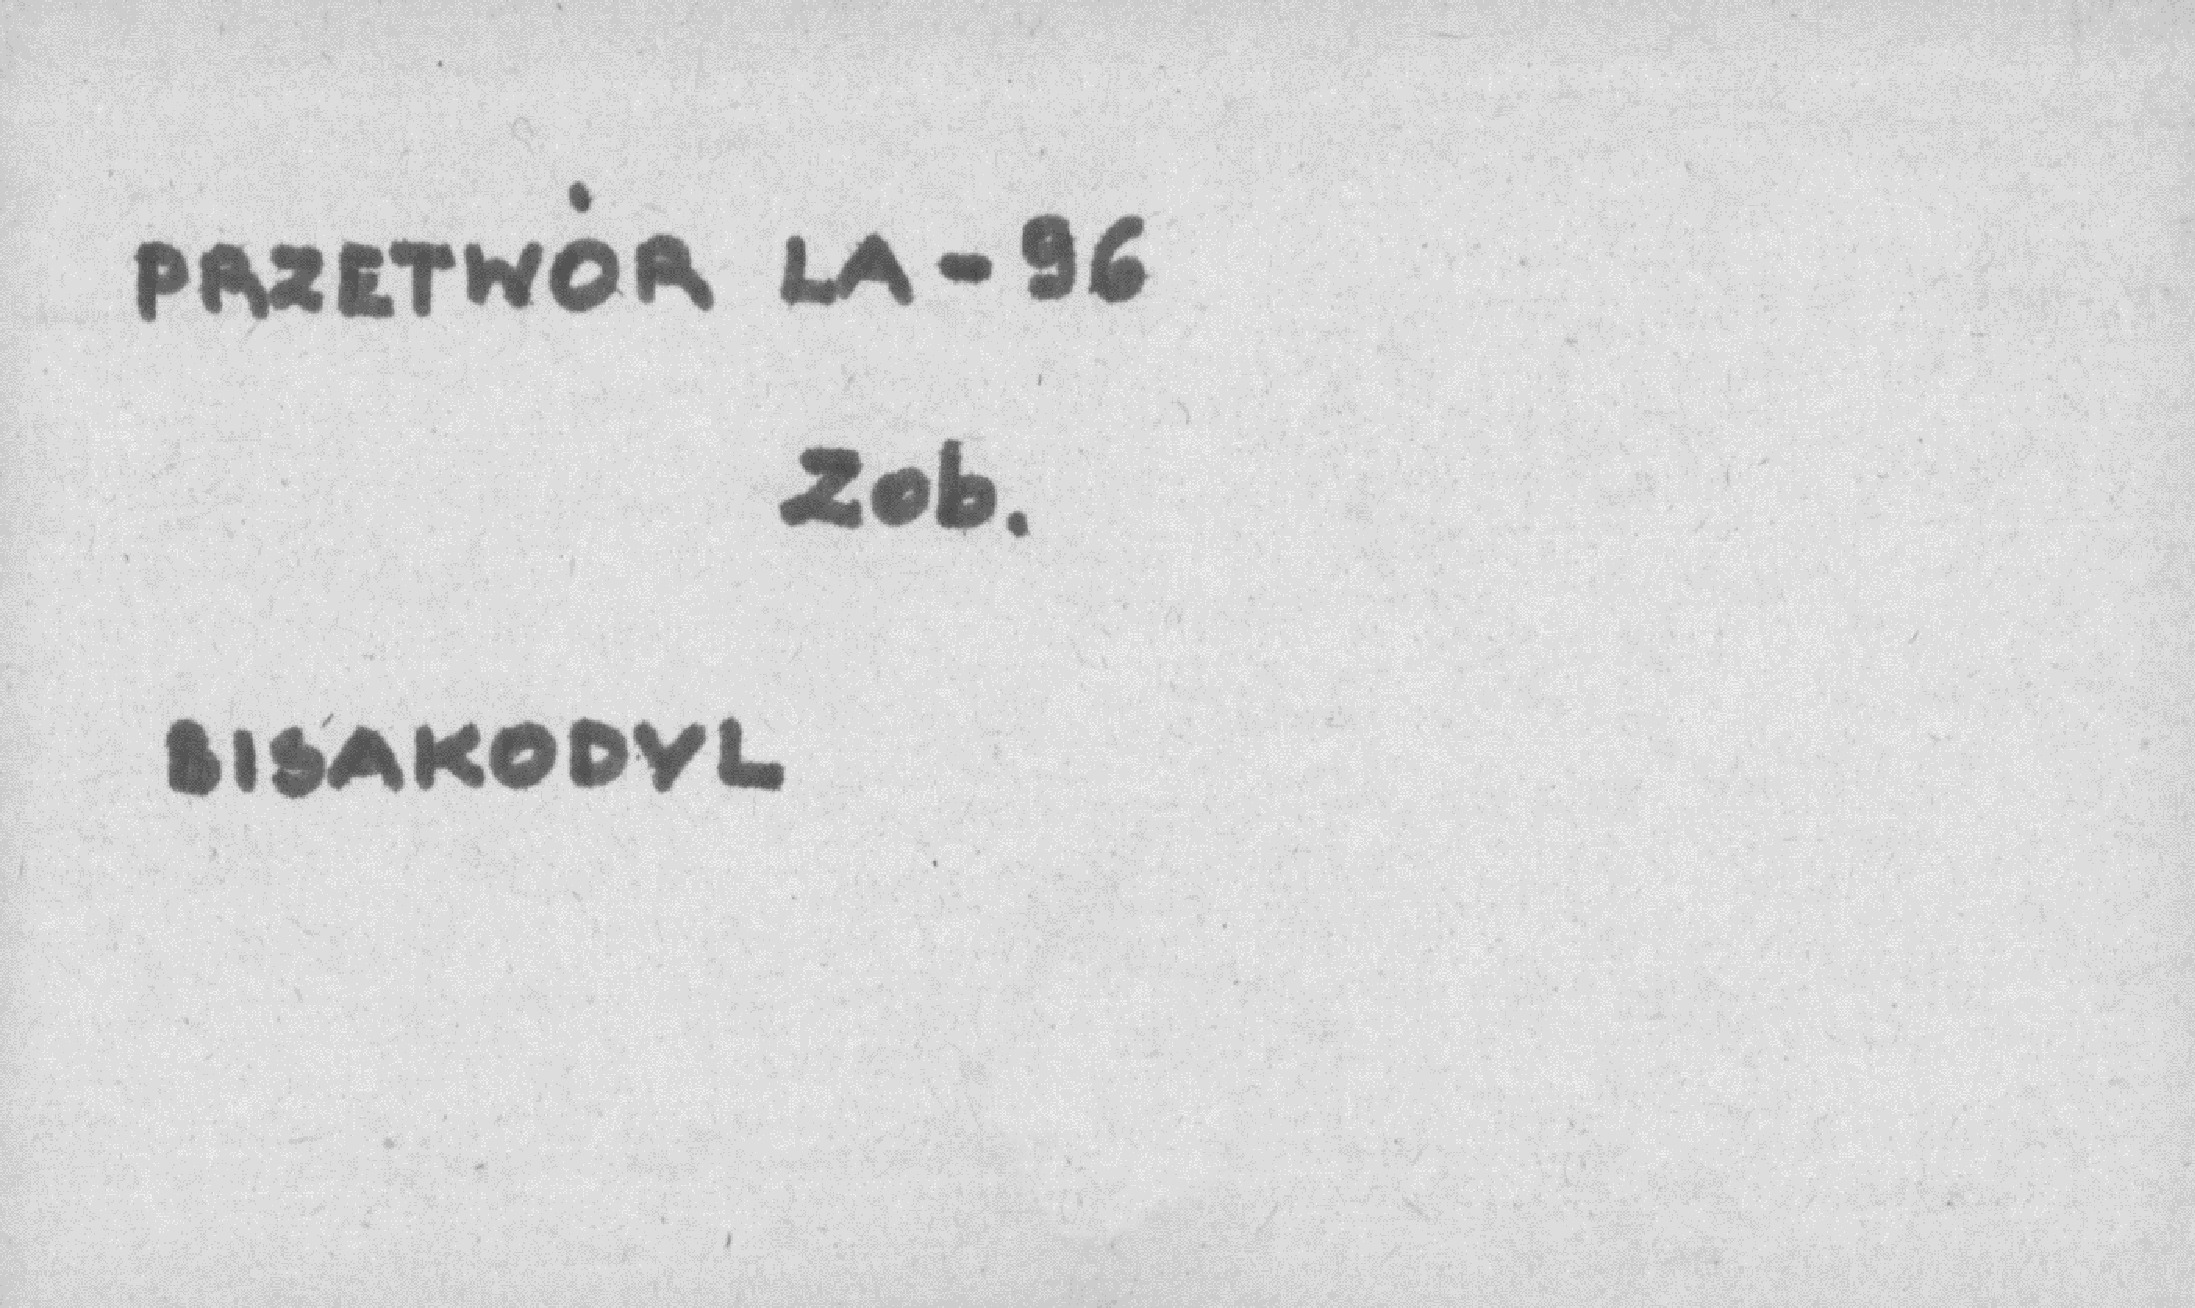 PRZETWÓR LA-96
Zob.
BISAKODYL